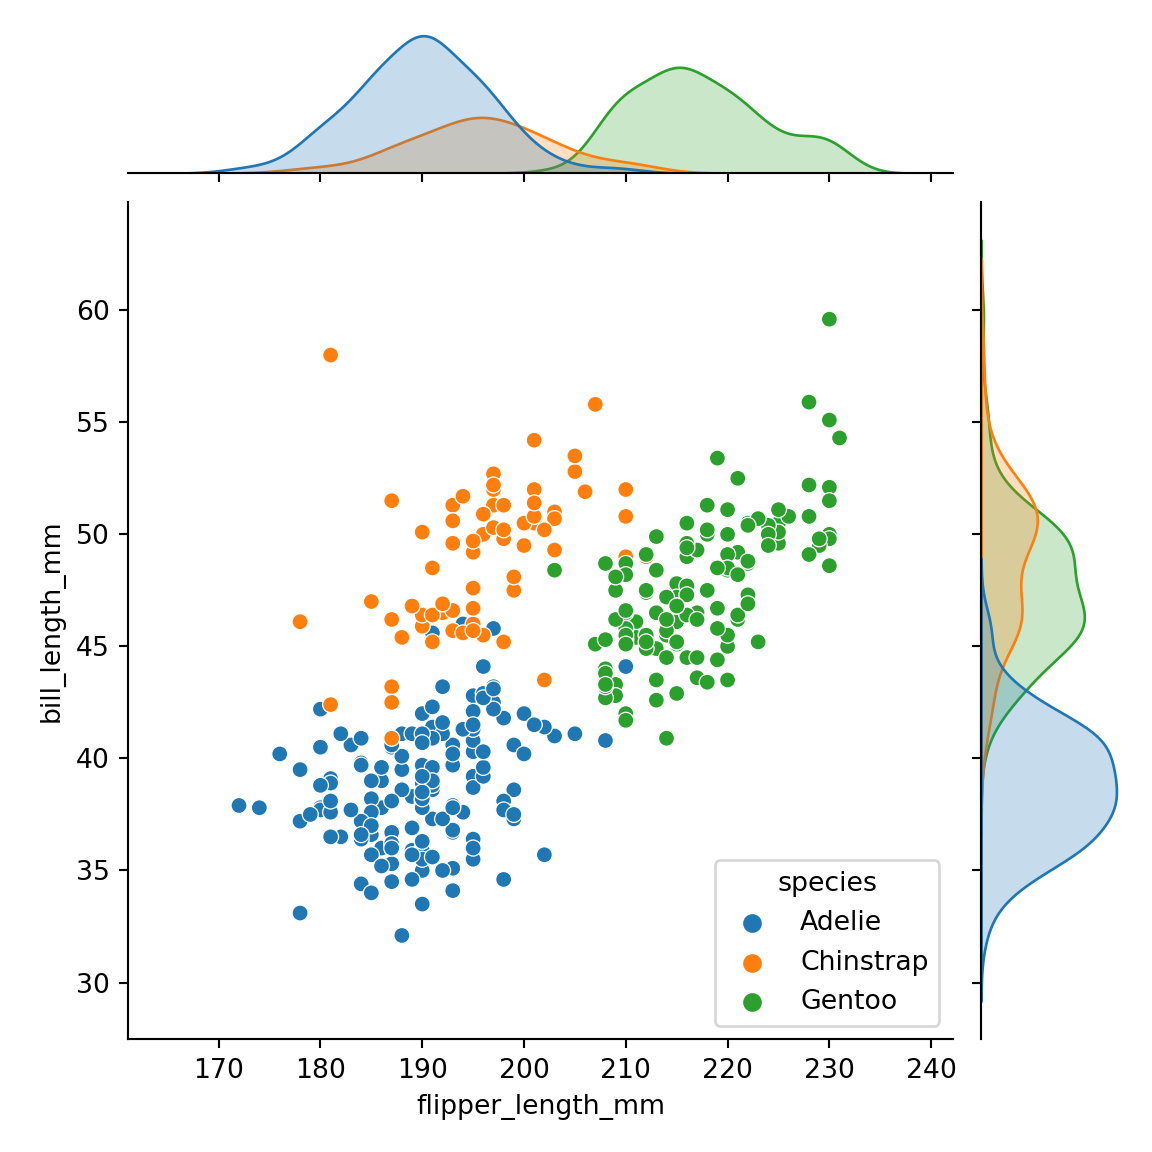 60
55
50
45
40
35
30
bill_length_mm
species
Adelie
Chinstrap
Gentoo
170 180 190 200 210 220 230 240
flipper_length_mm